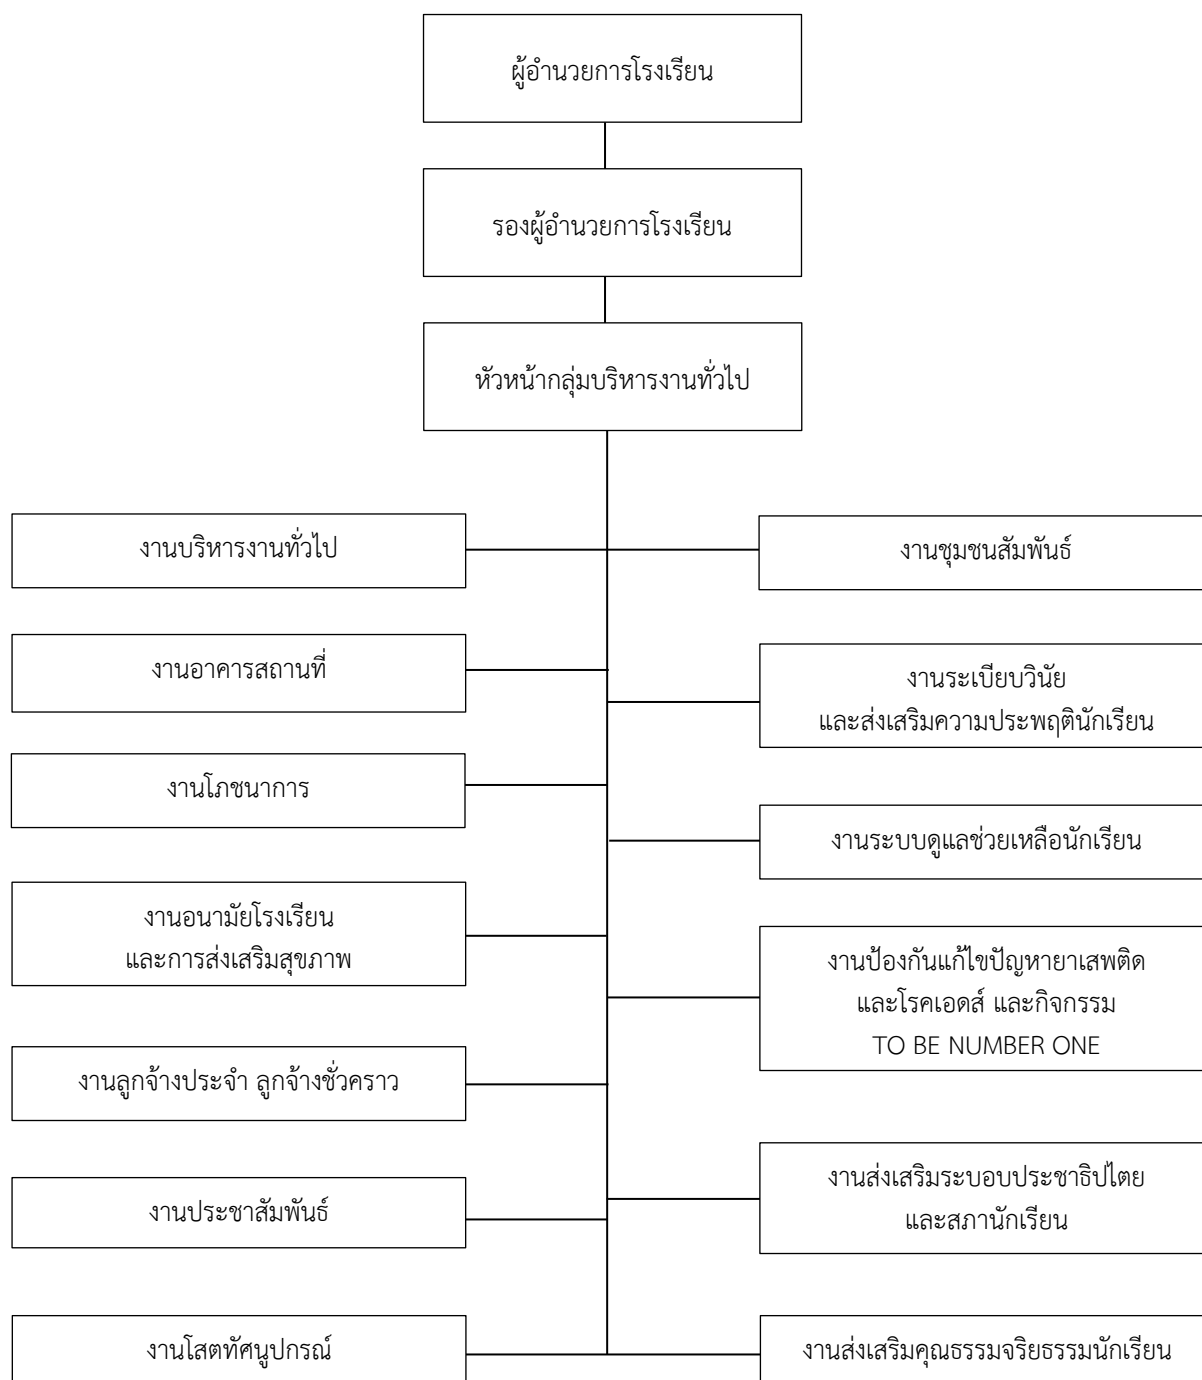 ผู้อำนวยการโรงเรียน
รองผู้อำนวยการโรงเรียน
หัวหน้ากลุ่มบริหารงานทั่วไป
งานบริหารงานทั่วไป
งานชุมชนสัมพันธ์
งานอาคารสถานที่
งานระเบียบวินัย
และส่งเสริมความประพฤตินักเรียน
งานโภชนาการ
งานระบบดูแลช่วยเหลือนักเรียน
งานอนามัยโรงเรียน
และการส่งเสริมสุขภาพ
งานป้องกันแก้ไขปัญหายาเสพติด
และโรคเอดส์ และกิจกรรม
TO BE NUMBER ONE
งานลูกจ้างประจำ ลูกจ้างชั่วคราว
งานส่งเสริมระบอบประชาธิปไตย
และสภานักเรียน
งานประชาสัมพันธ์
งานโสตทัศนูปกรณ์
งานส่งเสริมคุณธรรมจริยธรรมนักเรียน